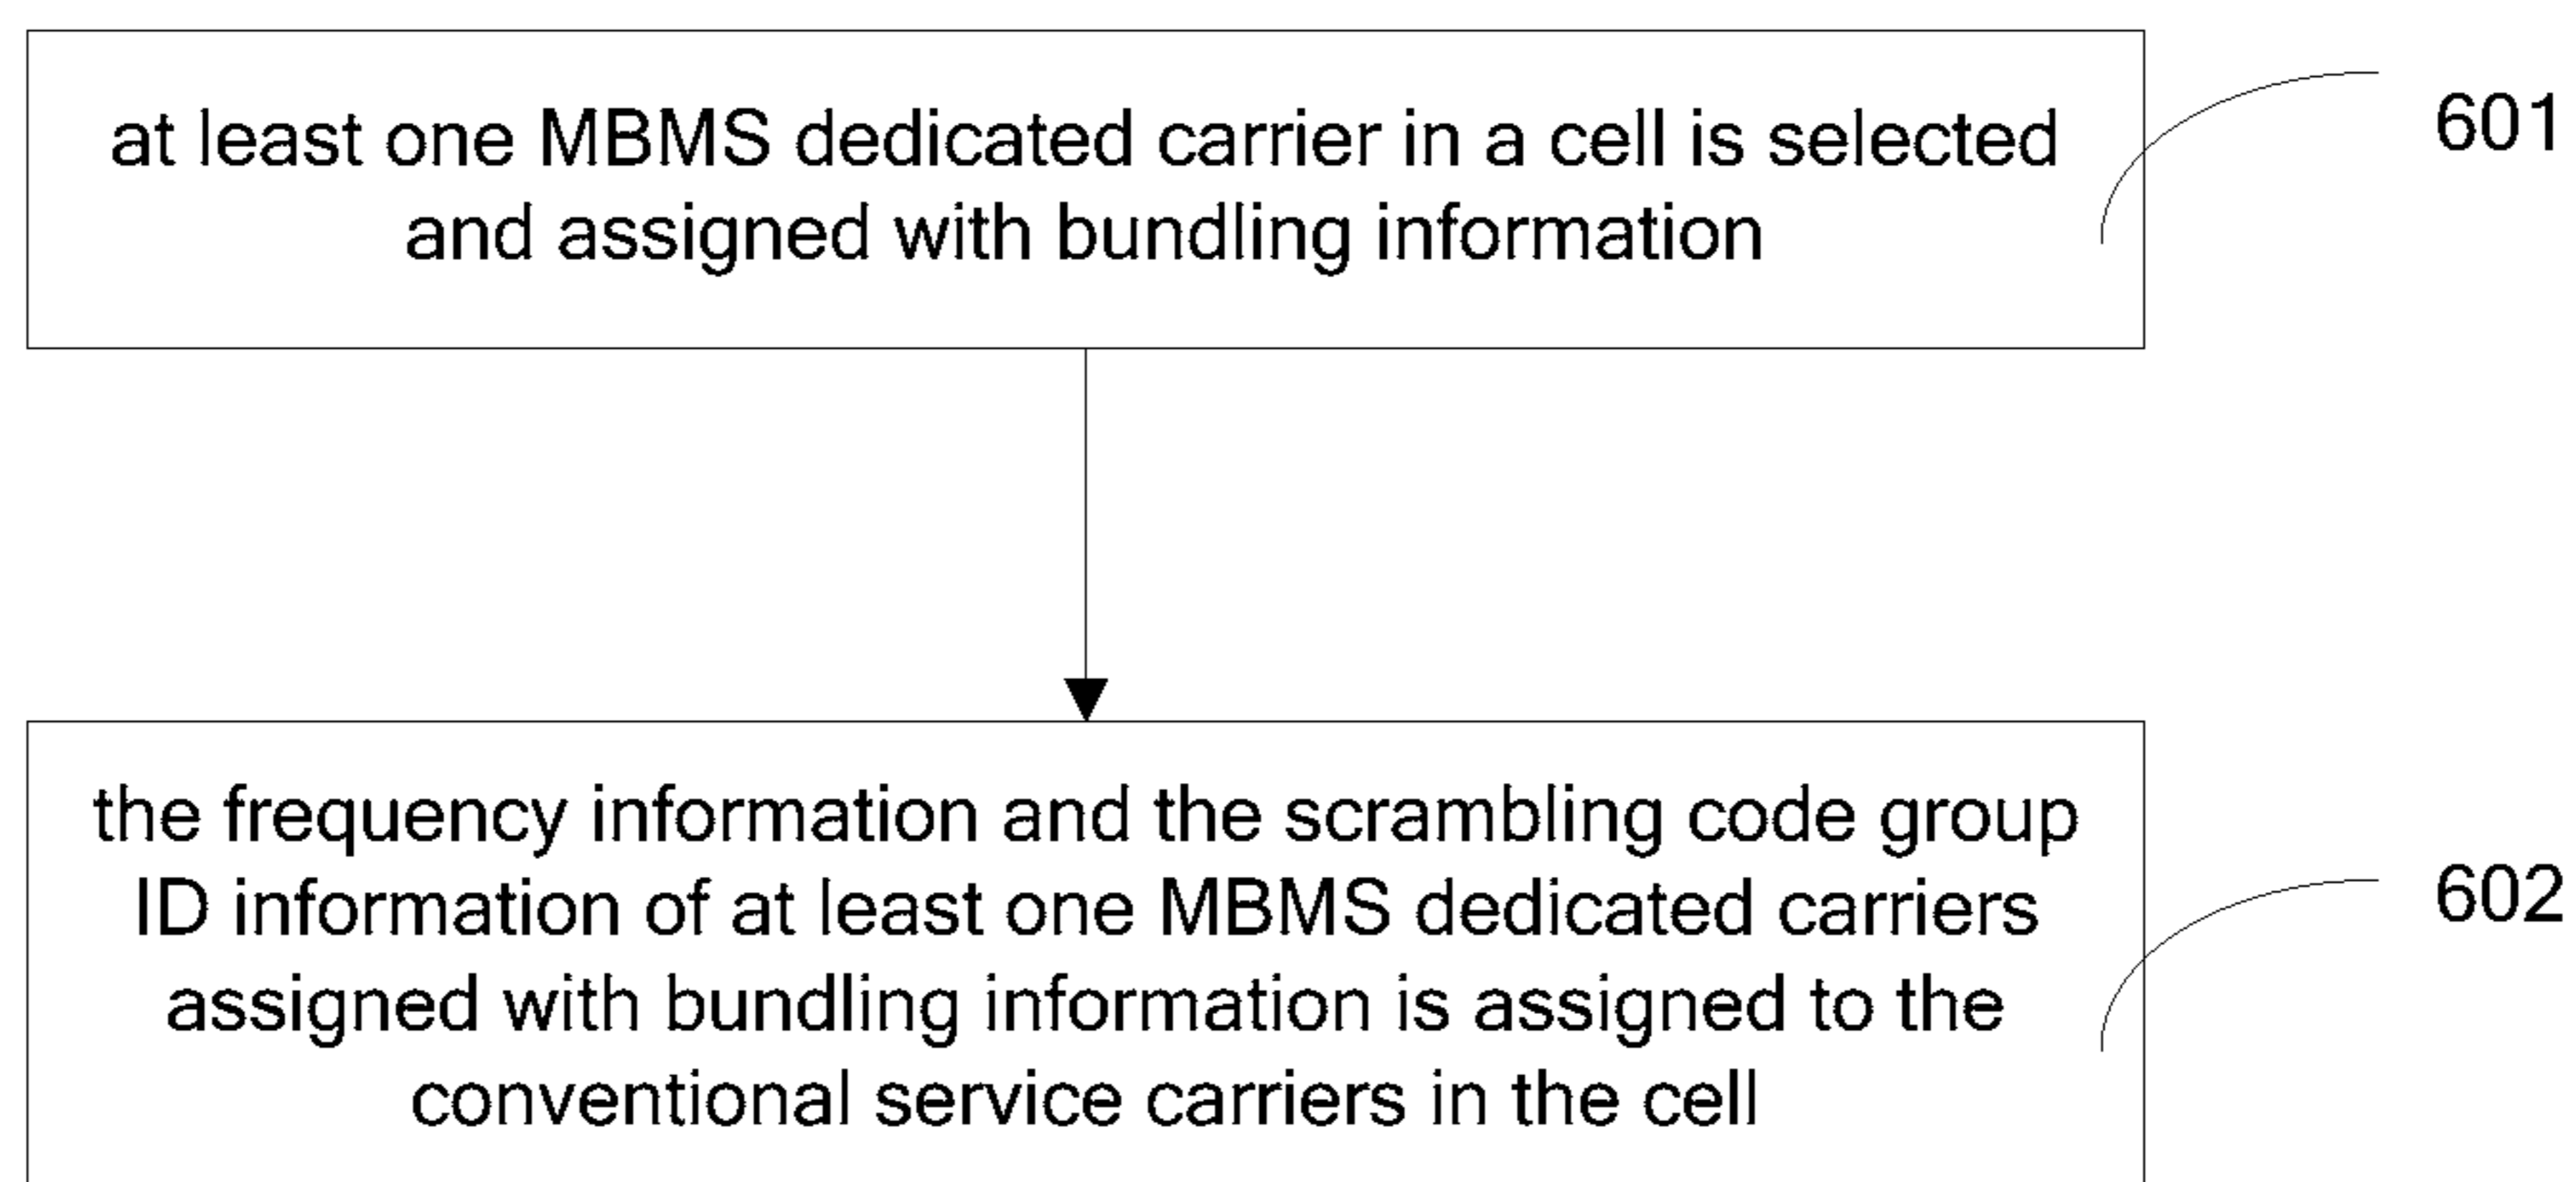 at least one MBMS dedicated carrier in a cell is selected
and assigned with bundling information
601
the frequency information and the scrambling code group
ID information of at least one MBMS dedicated carriers
assigned with bundling information is assigned to the
conventional service carriers in the cell
602